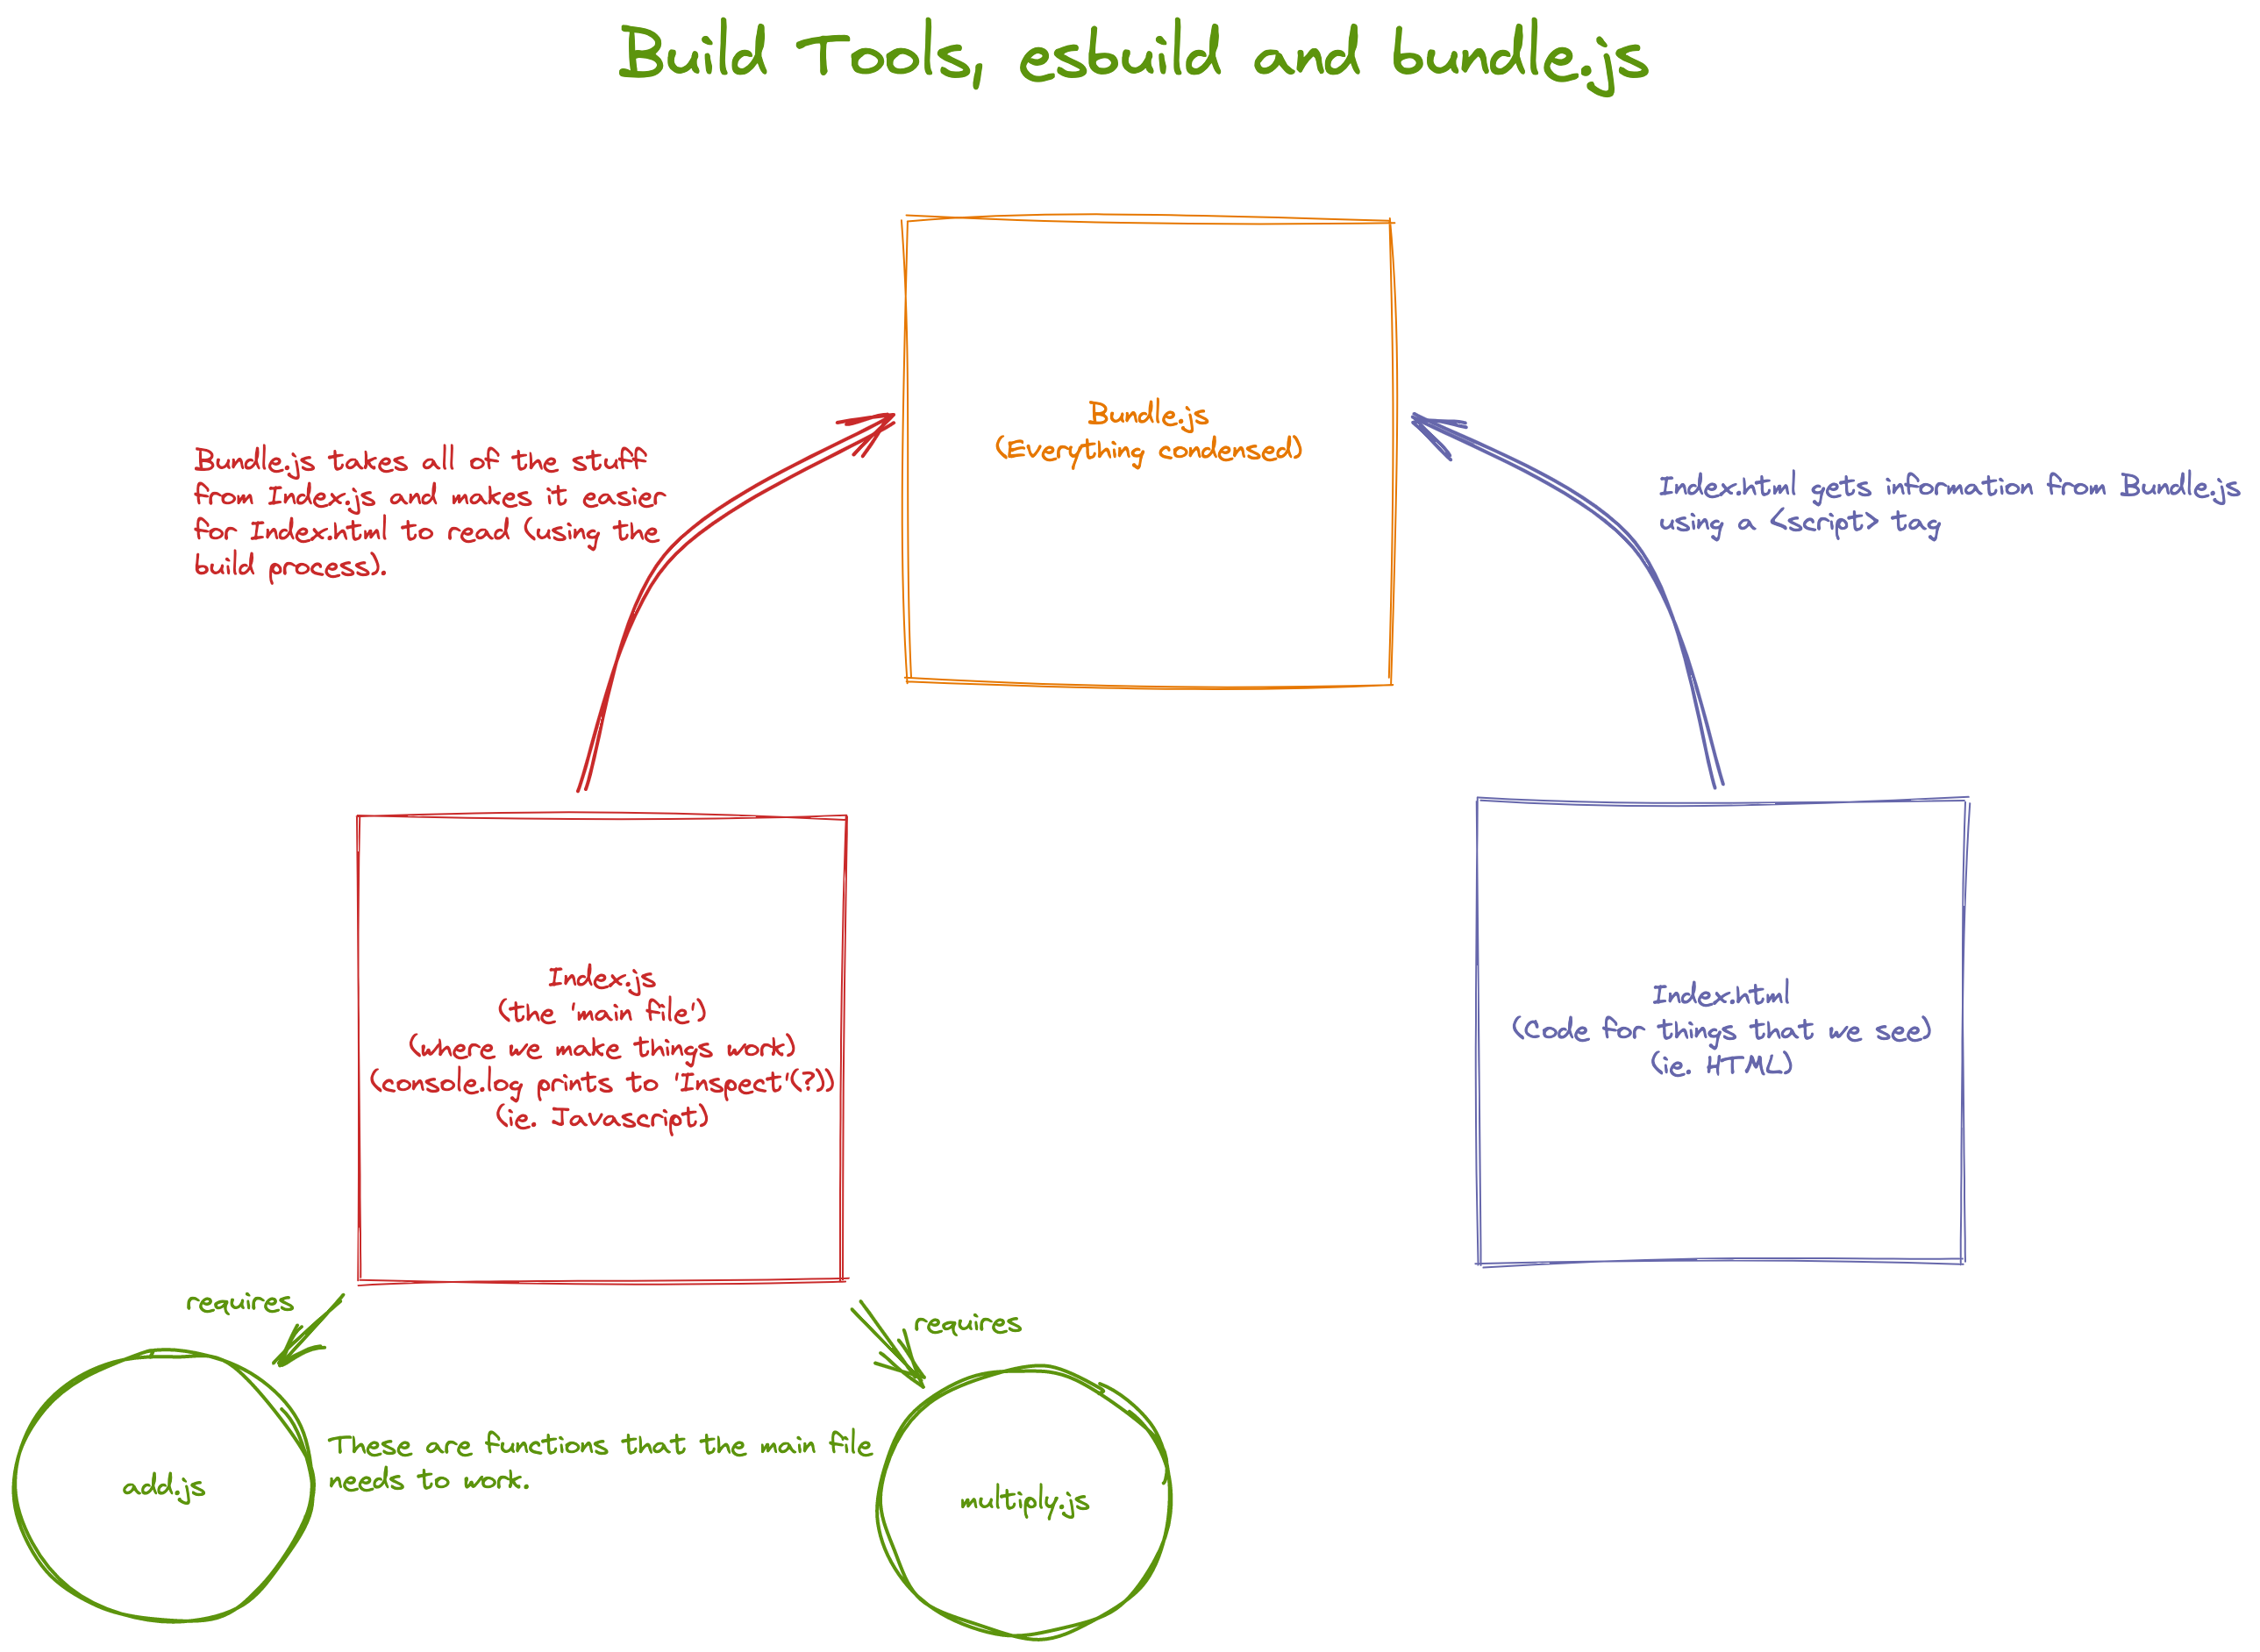 Build Tools, esbuild and bundle.js
Bundle.js
(Everything condensed)
Bundle.js takes all of the stuff
from Index.js and makes it easier
for Index.html to read (using the
build process).
Index.html gets information from Bundle.js
using a <script> tag
Index.js
(the 'main file')
(where we make things work)
(console.log prints to 'Inspect'(?))
(ie. Javascript)
Index.html
(Code for things that we see)
(ie. HTML)
requires
requires
These are functions that the main file
needs to work.
add.js
multiply.js